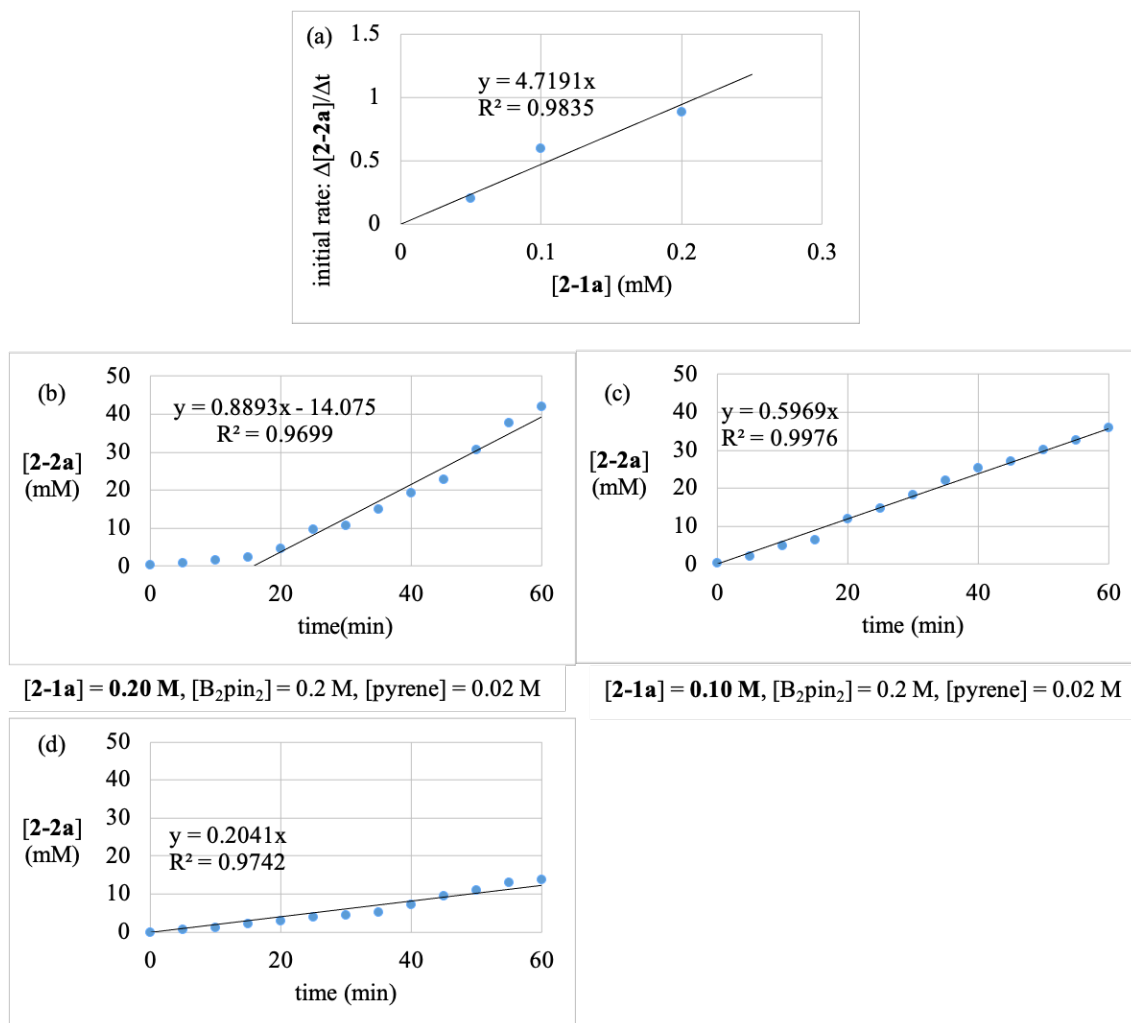 (a)
1.5
1
0.5
0
initial rate: Δ[2-2a]/Δt
y = 4.7191x
R² = 0.9835
0 0.1 0.2 0.3
[2-1a] (mM)
(b)
50
40
30
20
10
0
[2-2a]
(mM)
y = 0.8893x - 14.075
R² = 0.9699
0 20 40 60
time(min)
[2-1a] = 0.20 M, [B₂pin₂] = 0.2 M, [pyrene] = 0.02 M
(c)
50
40
30
20
10
0
[2-2a]
(mM)
y = 0.5969x
R² = 0.9976
0 20 40 60
time (min)
[2-1a] = 0.10 M, [B₂pin₂] = 0.2 M, [pyrene] = 0.02 M
(d)
50
40
30
20
10
0
[2-2a]
(mM)
y = 0.2041x
R² = 0.9742
0 20 40 60
time (min)